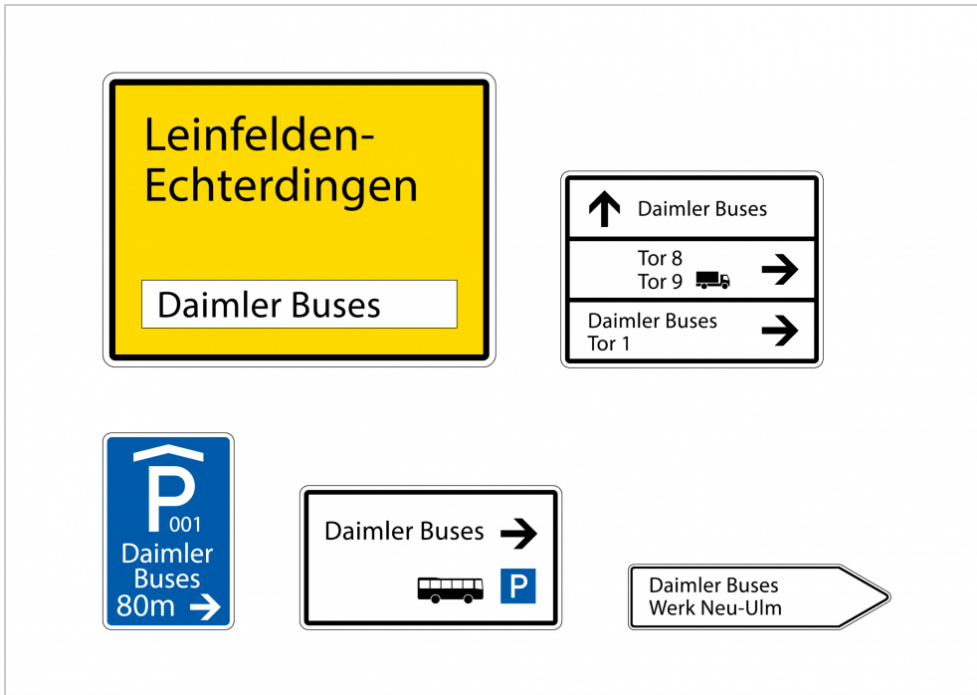 Leinfelden-
Echterdingen
Daimler Buses
Daimler Buses
Tor 8
Tor 9
Daimler Buses
Tor 1
P
001
Daimler
Buses
80m
Daimler Buses
P
Daimler Buses
Werk Neu-Ulm